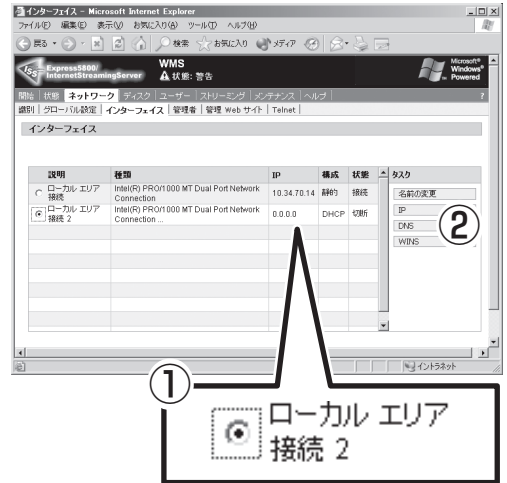 インターフェイス - Microsoft Internet Explorer
ファイル(F) 編集(E) 表示(V) お気に入り(A) ツール(T) ヘルプ(H)
戻る 検索 お気に入り メディア
iSS Express5800/
InternetStreamingServer
WMS
状態: 警告
Microsoft®
Windows®
Powered
開始 状態 ネットワーク ディスク ユーザー ストリーミング メンテナンス ヘルプ ?
識別 グローバル設定 インターフェイス 管理者 管理 Web サイト Telnet
インターフェイス
説明 種類 IP 構成 状態 タスク
ローカル エリア 接続 Intel(R) PRO/1000 MT Dual Port Network Connection 10.34.70.14 静的 接続
ローカル エリア 接続 2 Intel(R) PRO/1000 MT Dual Port Network Connection ... 0.0.0.0 DHCP 切断
名前の変更
IP
DNS
WINS
②
イントラネット
①
ローカル エリア
接続 2